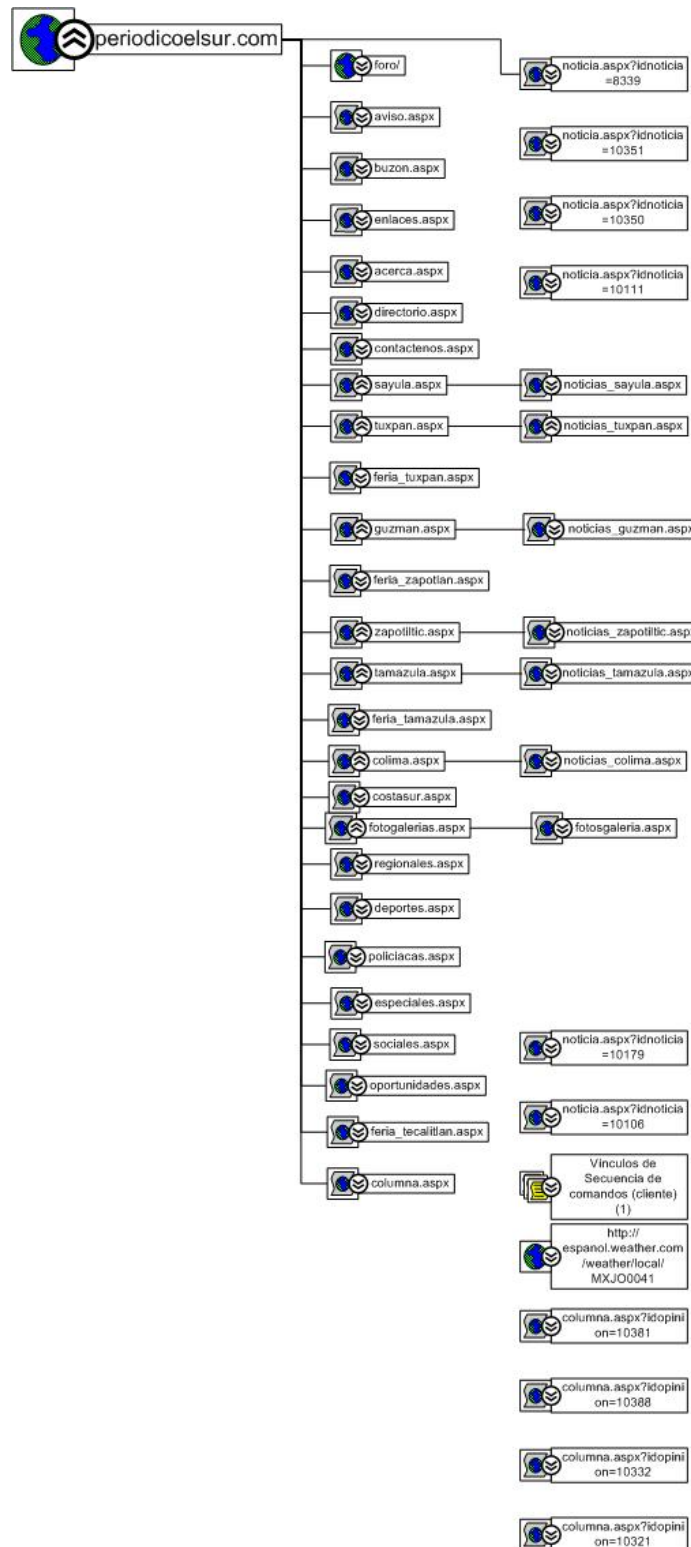 periodicoelsur.com
foro/
aviso.aspx
buzon.aspx
enlaces.aspx
acerca.aspx
directorio.aspx
contactenos.aspx
sayula.aspx
tuxpan.aspx
feria_tuxpan.aspx
guzman.aspx
feria_zapotlan.aspx
zapotiltic.aspx
tamazula.aspx
feria_tamazula.aspx
colima.aspx
costasur.aspx
fotogalerias.aspx
regionales.aspx
deportes.aspx
policiacas.aspx
especiales.aspx
sociales.aspx
oportunidades.aspx
feria_tecalitlan.aspx
columna.aspx
noticia.aspx?idnoticia
=8339
noticia.aspx?idnoticia
=10351
noticia.aspx?idnoticia
=10350
noticia.aspx?idnoticia
=10111
noticias_sayula.aspx
noticias_tuxpan.aspx
noticias_guzman.aspx
noticias_zapotiltic.asp
noticias_tamazula.aspx
noticias_colima.aspx
fotosgaleria.aspx
noticia.aspx?idnoticia
=10179
noticia.aspx?idnoticia
=10106
Vínculos de
Secuencia de
comandos (cliente)
(1)
http://
espanol.weather.com
/weather/local/
MXJO0041
columna.aspx?idopini
on=10381
columna.aspx?idopini
on=10388
columna.aspx?idopini
on=10332
columna.aspx?idopini
on=10321